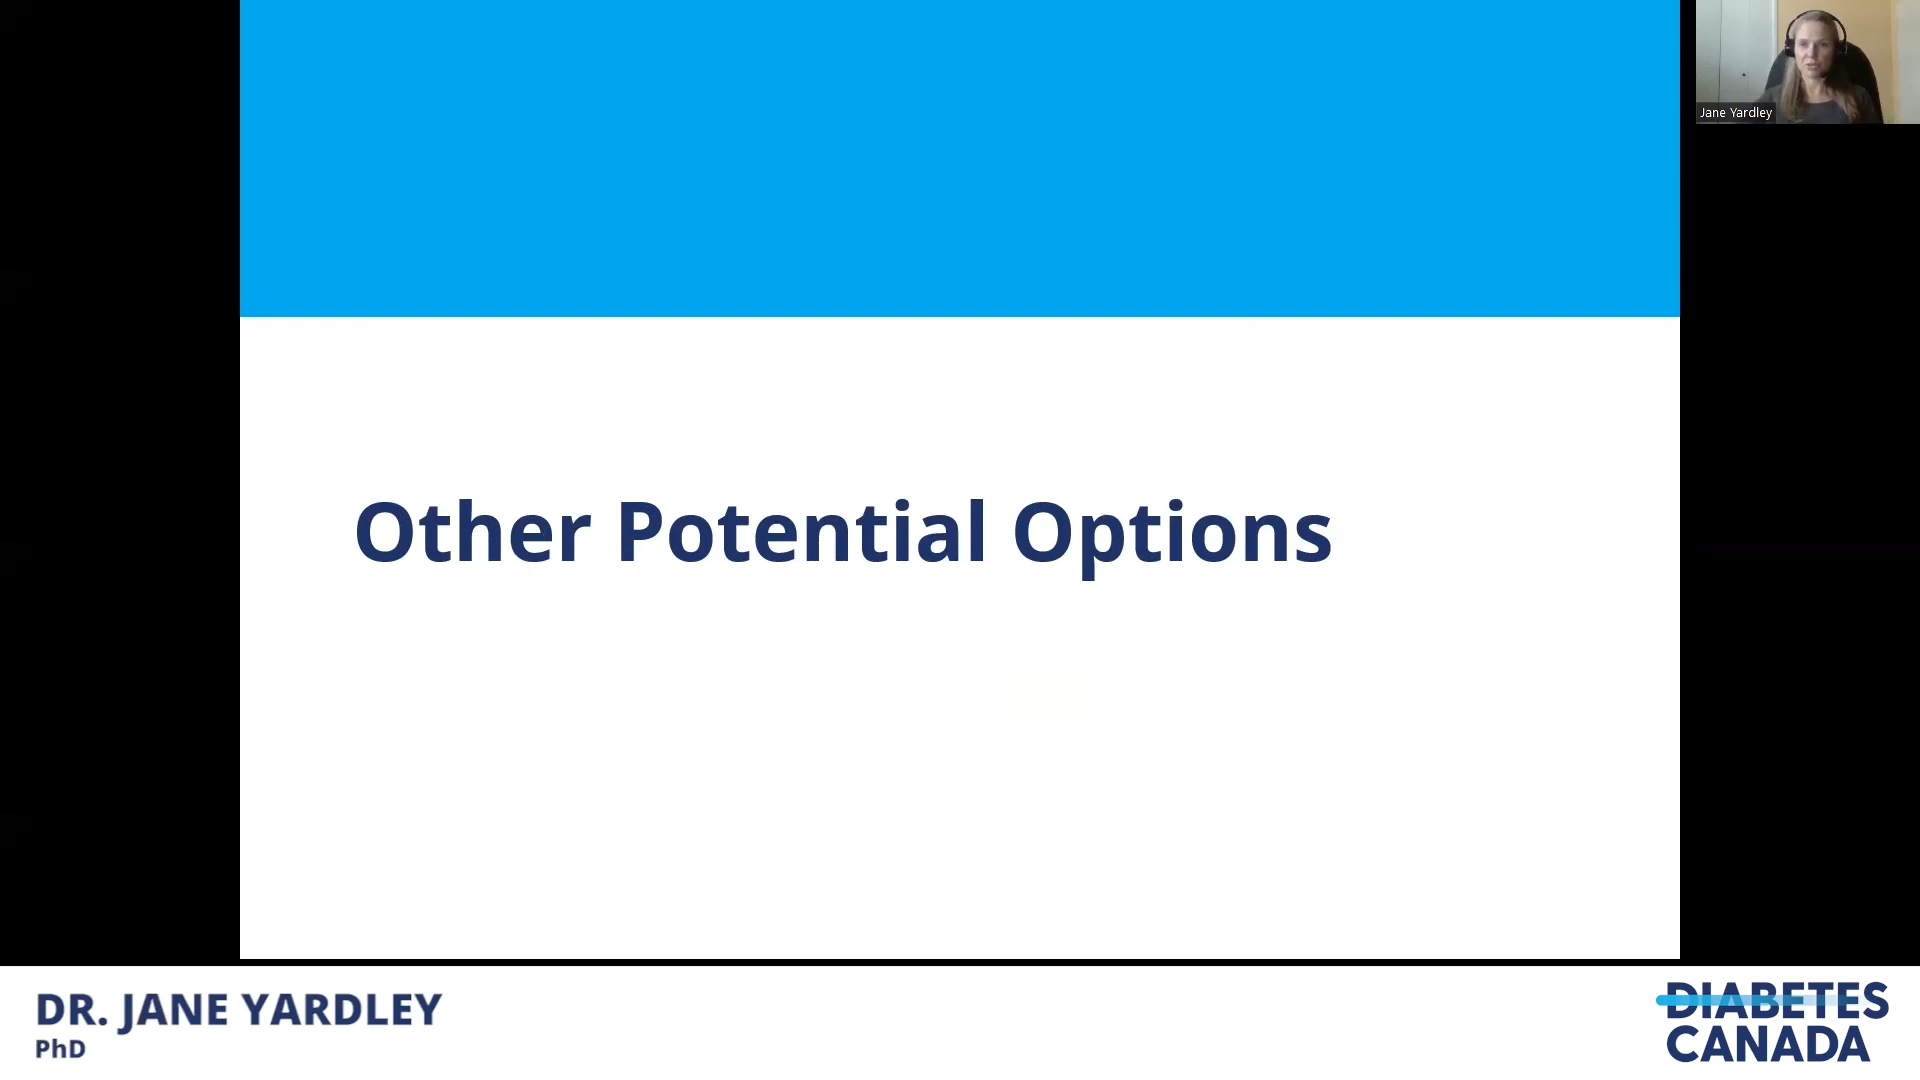 Jane Yardley
Other Potential Options
DR. JANE YARDLEY
PhD
DIABETES
CANADA